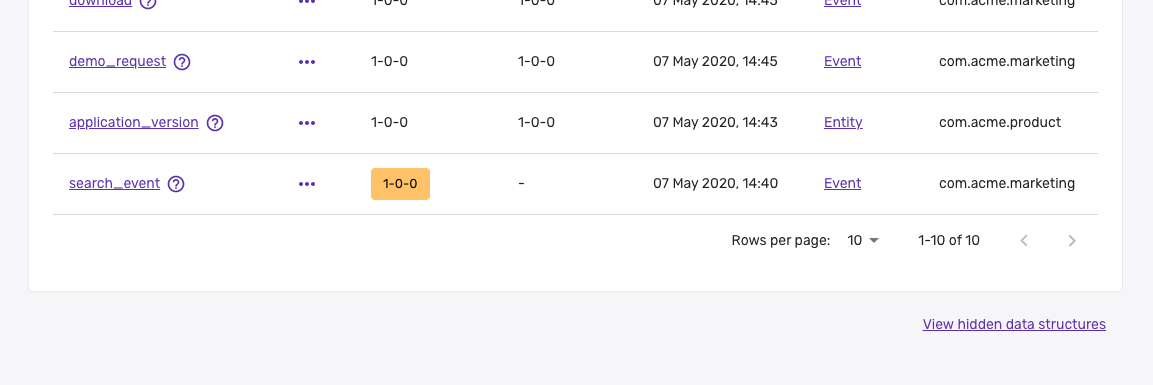 download 1-0-0 1-0-0 07 May 2020, 14:45 Event com.acme.marketing
demo_request ? ••• 1-0-0 1-0-0 07 May 2020, 14:45 Event com.acme.marketing
application_version ? ••• 1-0-0 1-0-0 07 May 2020, 14:43 Entity com.acme.product
search_event ? ••• 1-0-0 - 07 May 2020, 14:40 Event com.acme.marketing
Rows per page: 10 1-10 of 10
View hidden data structures